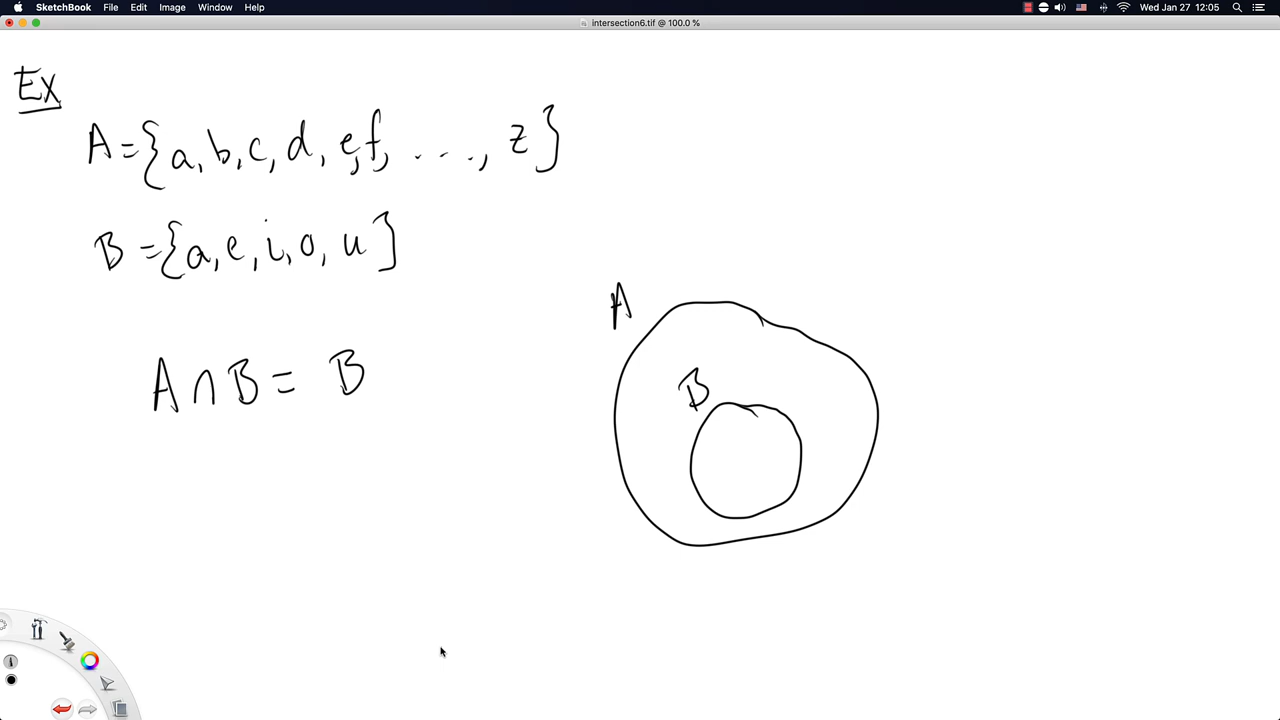 SketchBook File Edit Image Window Help Wed Jan 27 12:05
intersection6.tif @ 100.0 %
Ex
A={a,b,c,d,e,f,....,z}
B={a,e,i,o,u}
A
A∩B= B
B